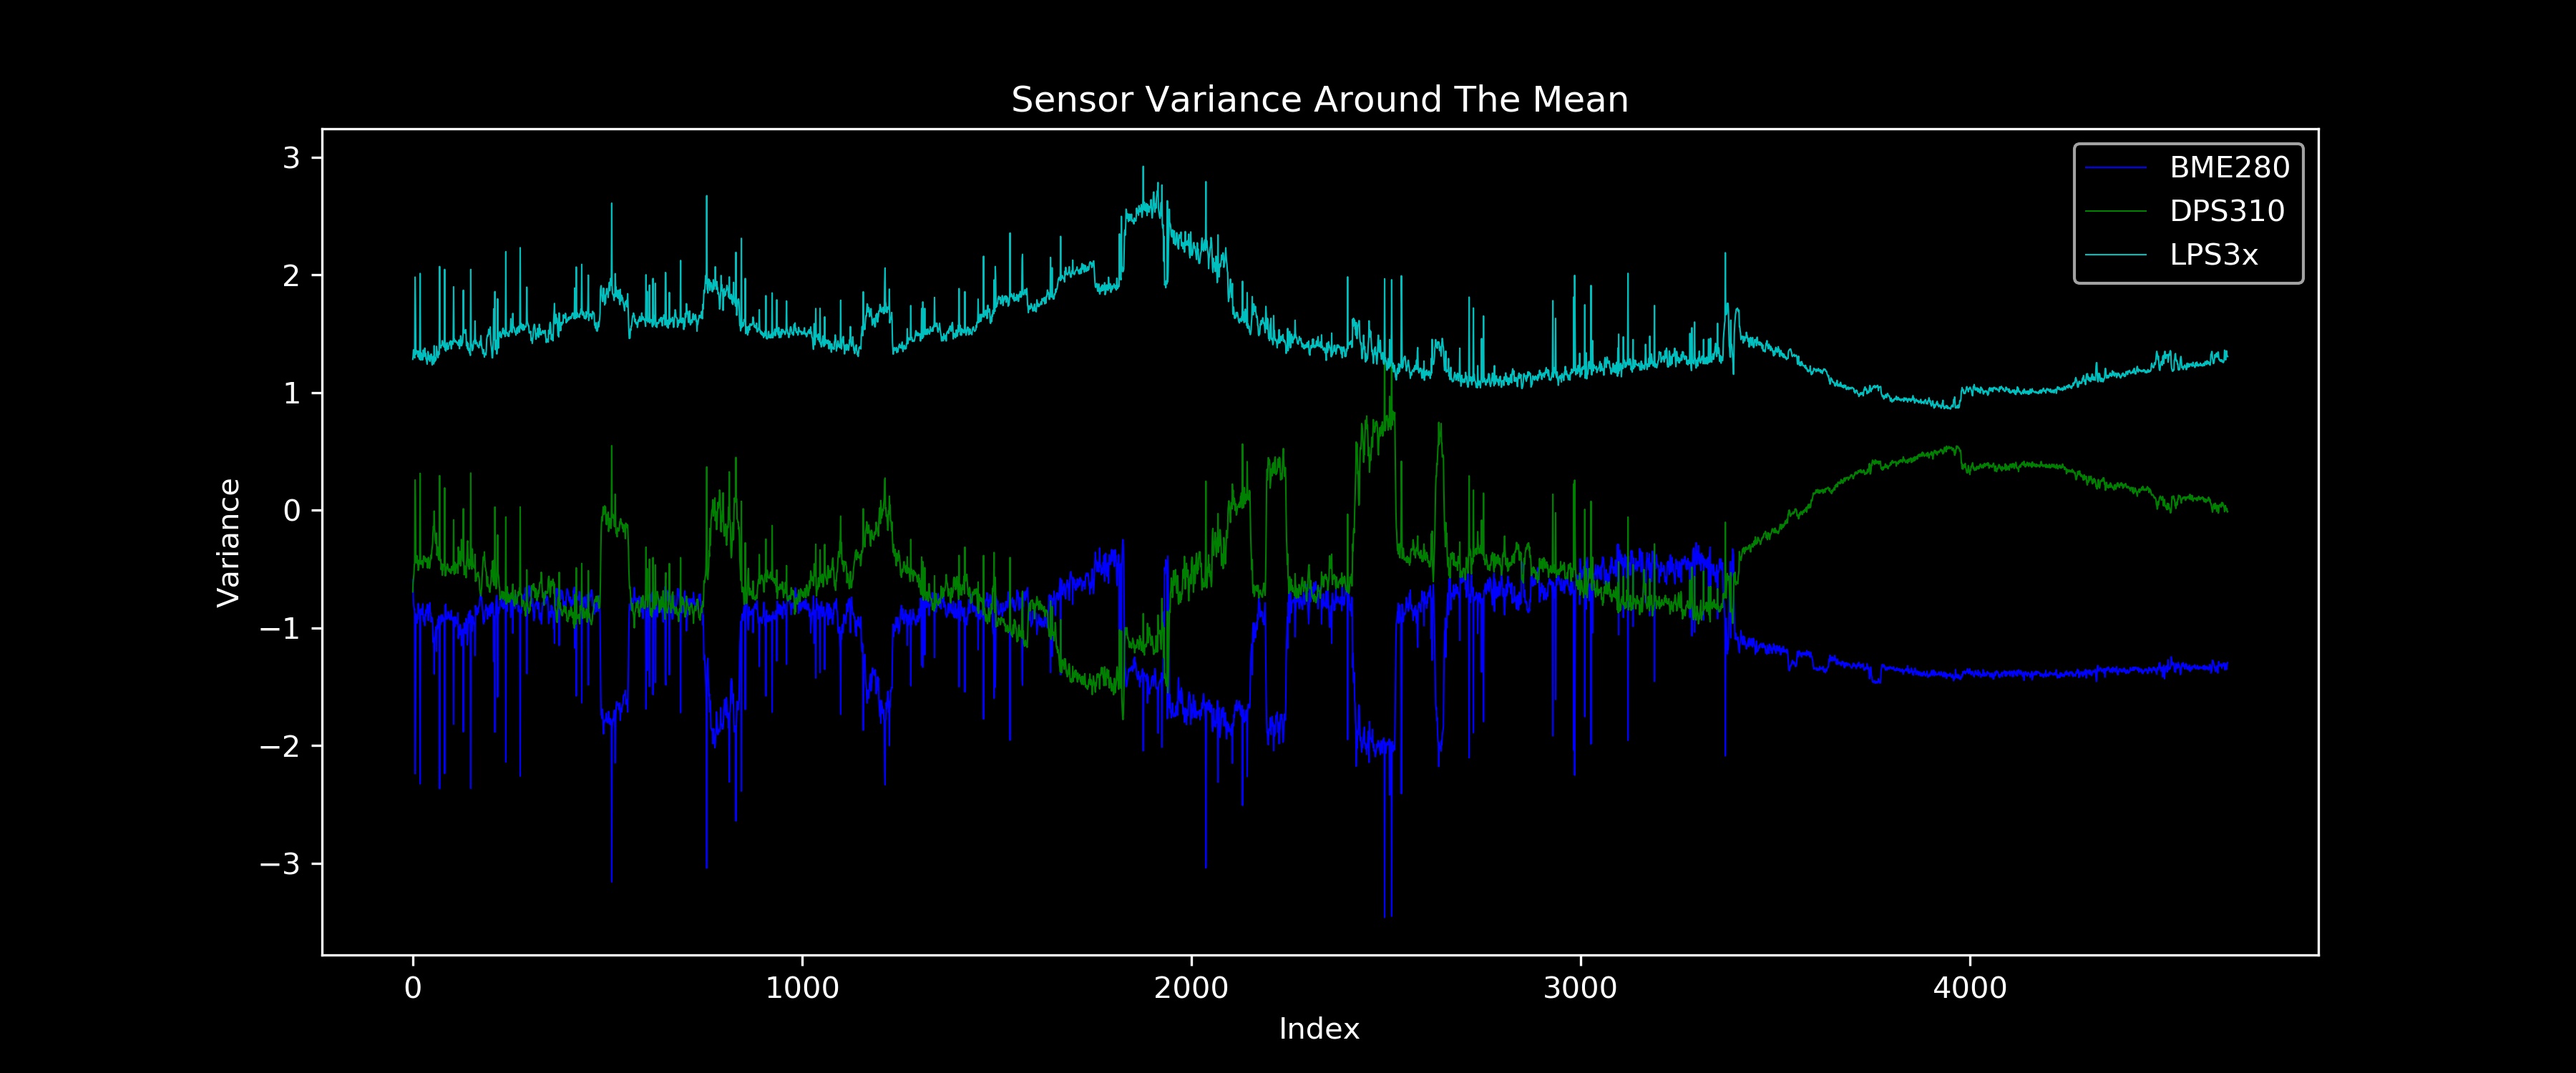 Sensor Variance Around The Mean
BME280
DPS310
LPS3x
3
2
1
0
−1
−2
−3
Variance
0
1000
2000
3000
4000
Index